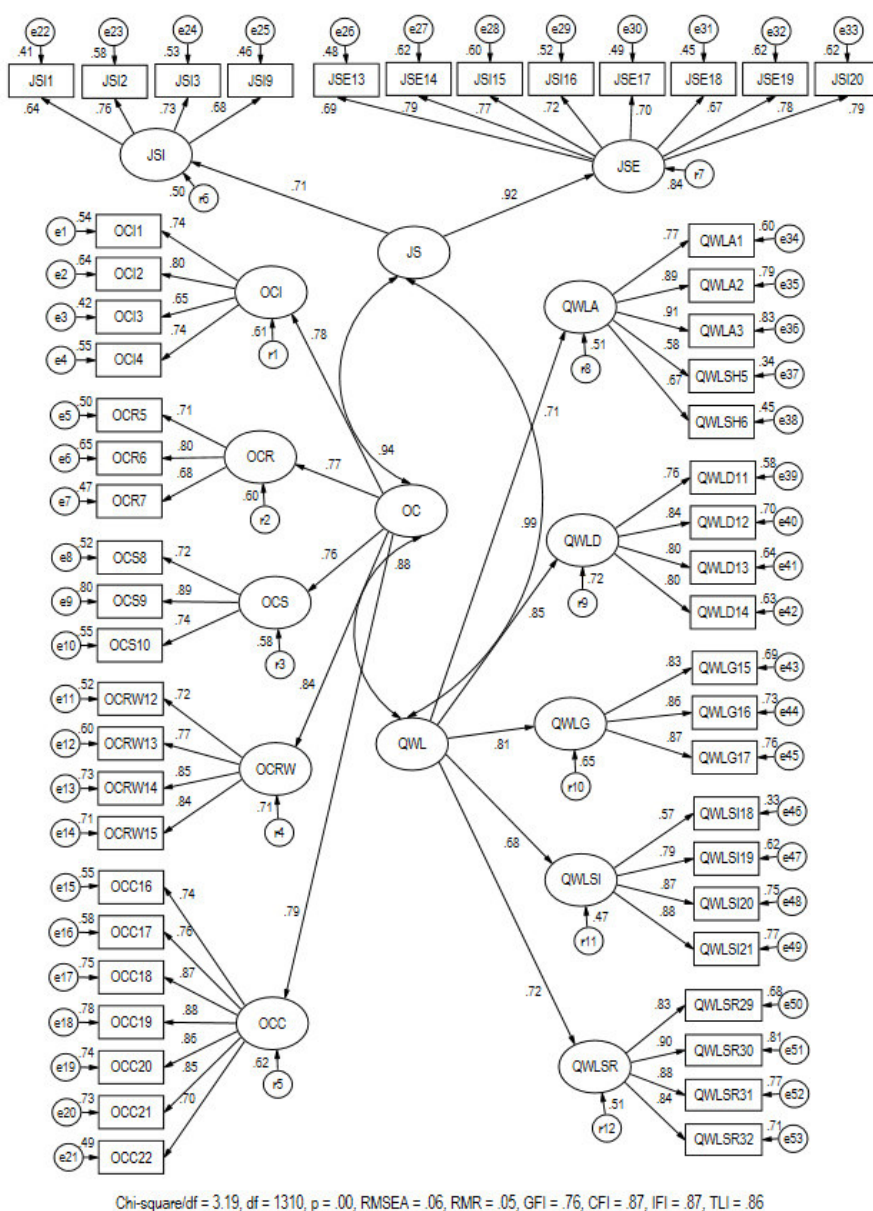 e22 e23 e24 e25 e26 e27 e28 e29 e30 e31 e32 e33
.41 .58 .53 .46 .48 .62 .60 .52 .49 .45 .62 .62
JSI1 JSI2 JSI3 JSI9 JSE13 JSE14 JSI15 JSI16 JSE17 JSE18 JSE19 JSI20
.64 .76 .73 .68 .69 .79 .77 .72 .70 .67 .78 .79
JSI JSE
.50 r6 .84 r7
.71 .92
JS
e1 .54 OCI1 .74
e2 .64 OCI2 .80
e3 .42 OCI3 .65
e4 .55 OCI4 .74
OCI
.61 r1
.78
e5 .50 OCR5 .71
e6 .65 OCR6 .80
e7 .47 OCR7 .68
OCR
.60 r2
.77
.94
OC
.88
.76
e8 .52 OCS8 .72
e9 .80 OCS9 .89
e10 .55 OCS10 .74
OCS
.58 r3
.84
e11 .52 OCRW12 .72
e12 .60 OCRW13 .77
e13 .73 OCRW14 .85
e14 .71 OCRW15 .84
OCRW
.71 r4
.79
e15 .55 OCC16 .74
e16 .58 OCC17 .76
e17 .75 OCC18 .87
e18 .78 OCC19 .88
e19 .74 OCC20 .86
e20 .73 OCC21 .85
e21 .49 OCC22 .70
OCC
.62 r5
.77 QWLA1 .60 e34
.89 QWLA2 .79 e35
.91 QWLA3 .83 e36
.58 QWLSH5 .34 e37
.67 QWLSH6 .45 e38
QWLA
.51 r8
.71
.99
.76 QWLD11 .58 e39
.84 QWLD12 .70 e40
.80 QWLD13 .64 e41
.80 QWLD14 .63 e42
QWLD
.72 r9
.85
QWL
.81
.83 QWLG15 .69 e43
.86 QWLG16 .73 e44
.87 QWLG17 .76 e45
QWLG
.65 r10
.68
.57 QWLSI18 .33 e46
.79 QWLSI19 .62 e47
.87 QWLSI20 .75 e48
.88 QWLSI21 .77 e49
QWLSI
.47 r11
.72
.83 QWLSR29 .68 e50
.90 QWLSR30 .81 e51
.88 QWLSR31 .77 e52
.84 QWLSR32 .71 e53
QWLSR
.51 r12
Chi-square/df = 3.19, df = 1310, p = .00, RMSEA = .06, RMR = .05, GFI = .76, CFI = .87, IFI = .87, TLI = .86